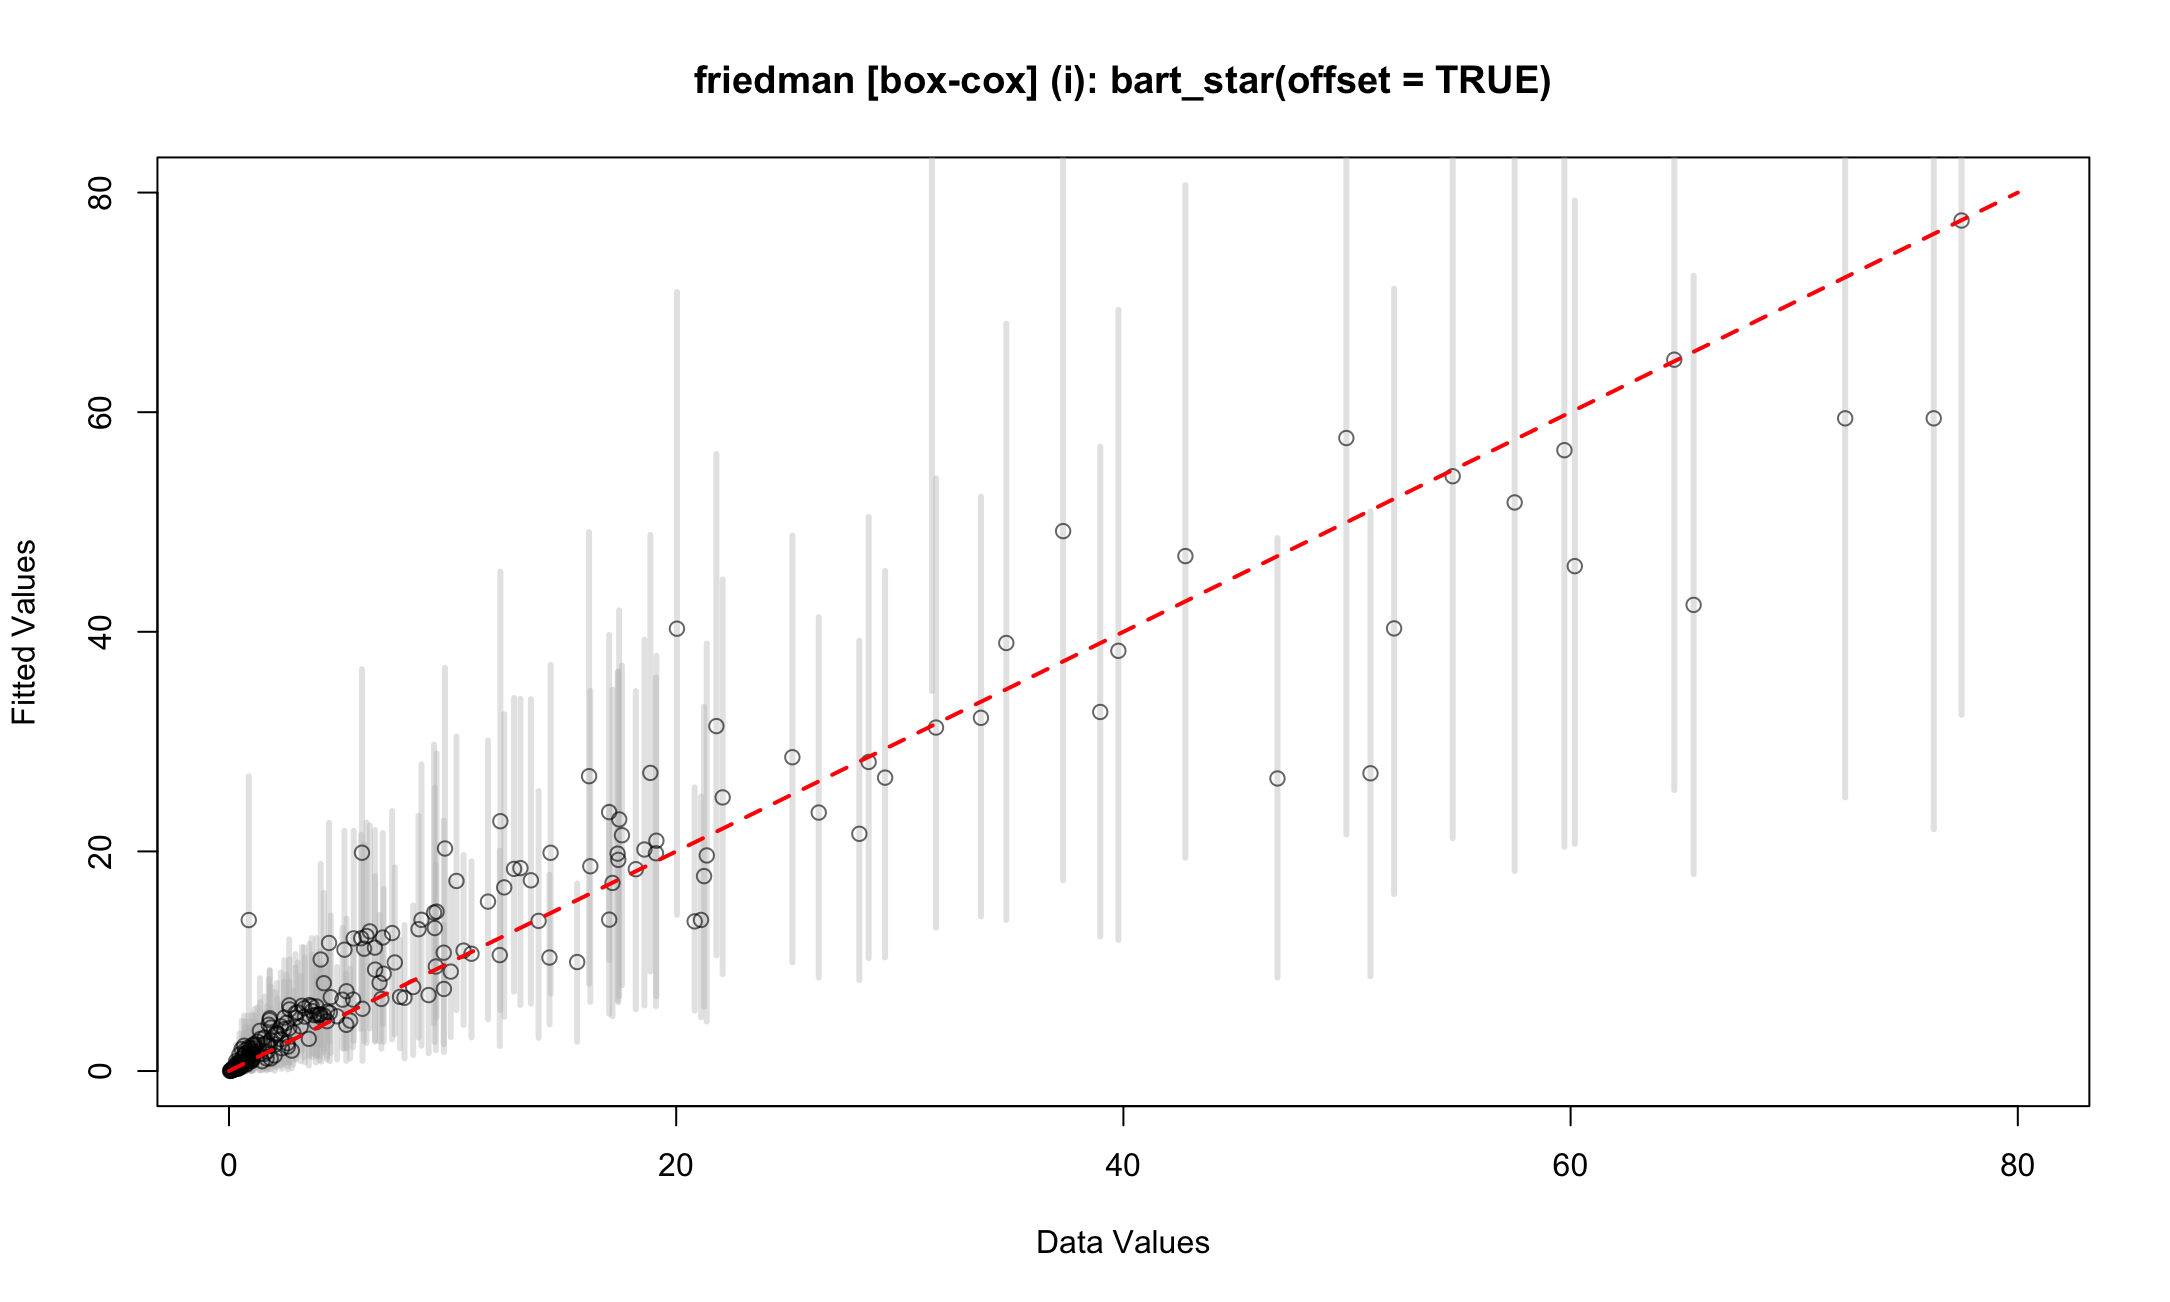 friedman [box-cox] (i): bart_star(offset = TRUE)
80
60
40
20
0
Fitted Values
0 20 40 60 80
Data Values